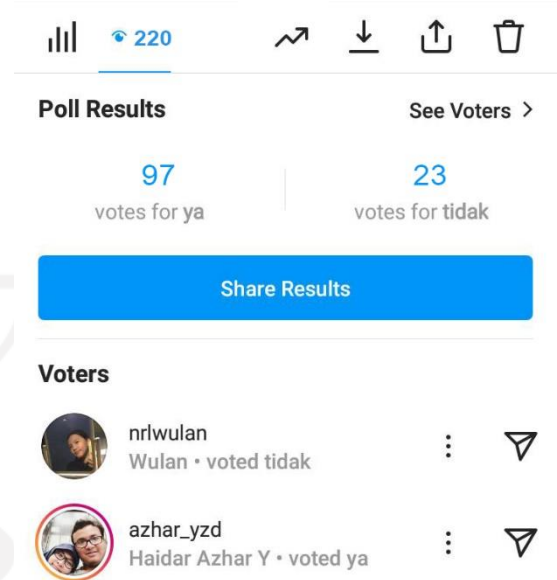 220
Poll Results See Voters >
97 23
votes for ya votes for tidak
Share Results
Voters
nrlwulan
Wulan • voted tidak
azhar_yzd
Haidar Azhar Y • voted ya